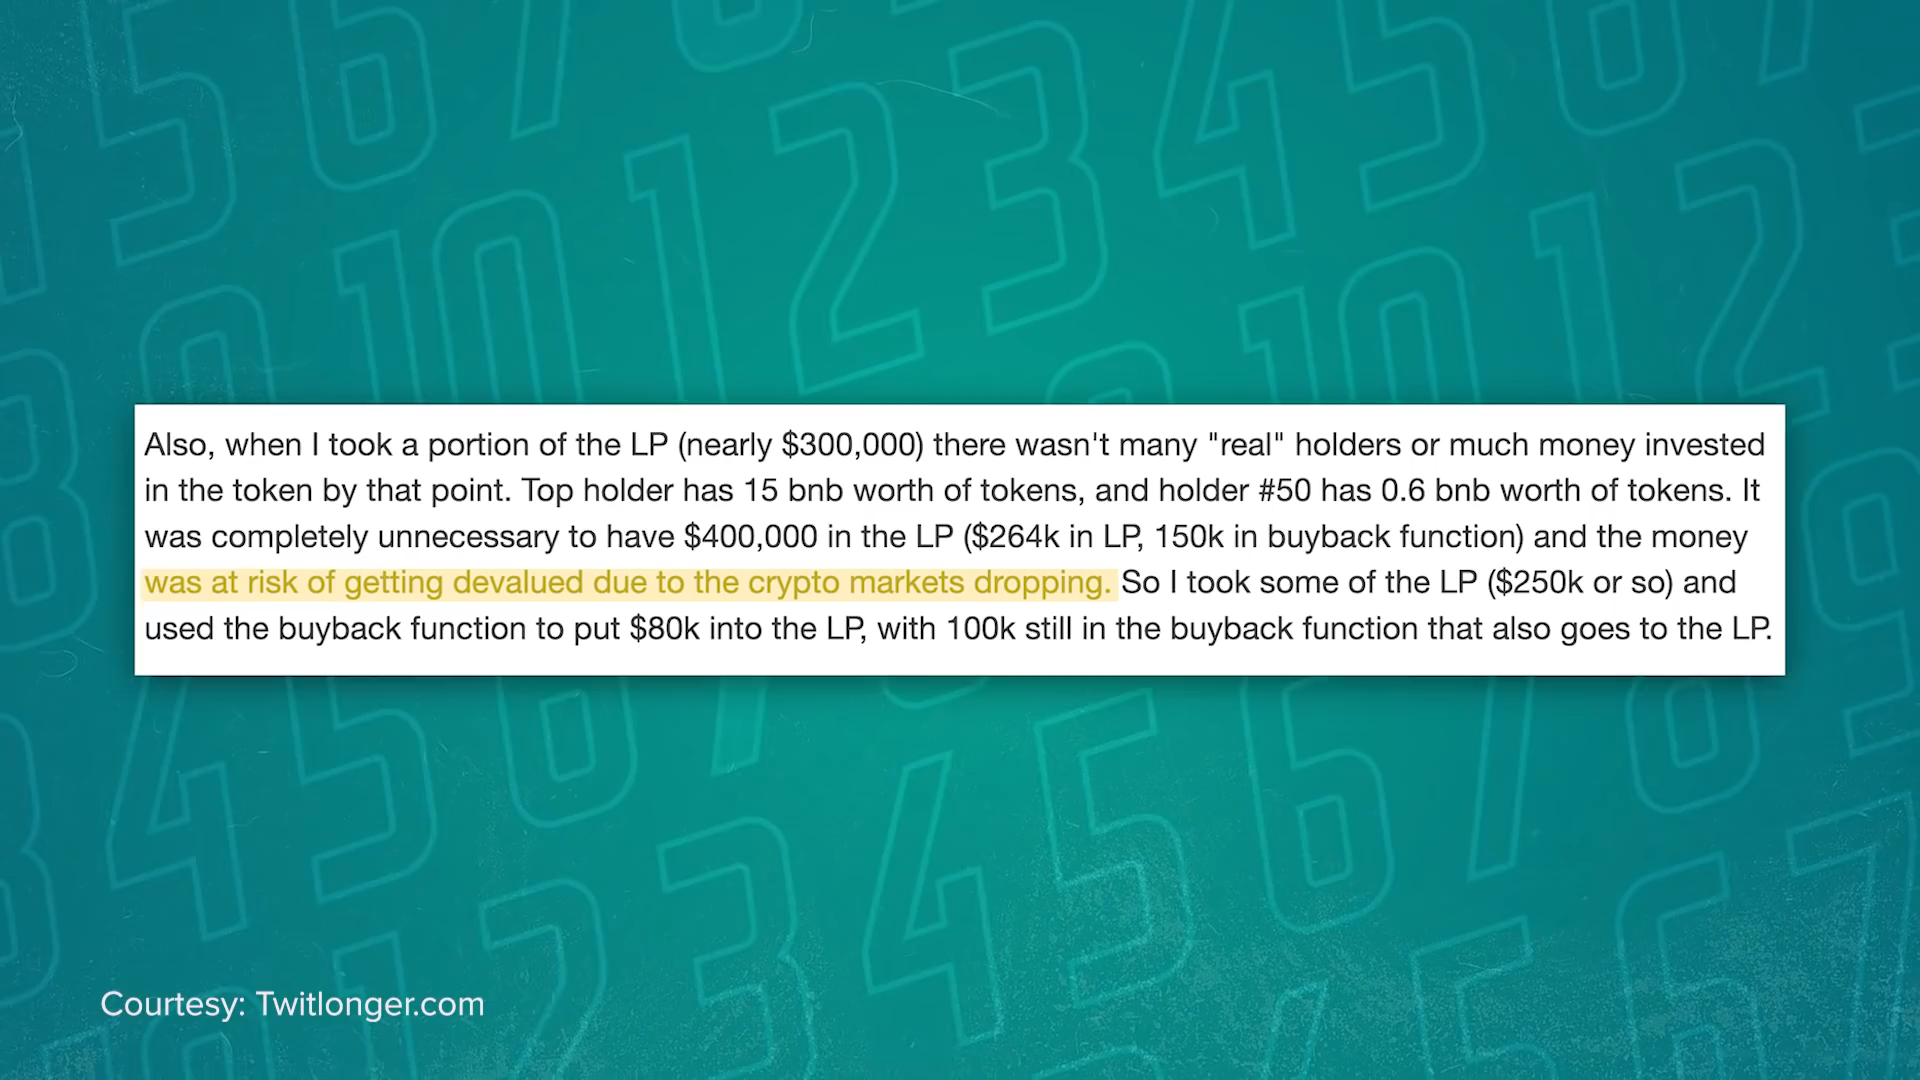 Also, when I took a portion of the LP (nearly $300,000) there wasn't many "real" holders or much money invested
in the token by that point. Top holder has 15 bnb worth of tokens, and holder #50 has 0.6 bnb worth of tokens. It
was completely unnecessary to have $400,000 in the LP ($264k in LP, 150k in buyback function) and the money
was at risk of getting devalued due to the crypto markets dropping. So I took some of the LP ($250k or so) and
used the buyback function to put $80k into the LP, with 100k still in the buyback function that also goes to the LP.
Courtesy: Twitlonger.com